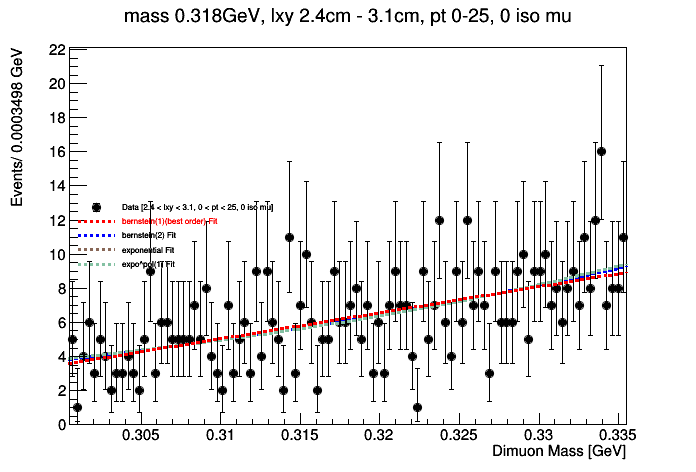 mass 0.318GeV, lxy 2.4cm - 3.1cm, pt 0-25, 0 iso mu
Events/ 0.0003498 GeV
22
20
18
16
14
12
10
8
6
4
2
0
Data [2.4 < lxy < 3.1, 0 < pt < 25, 0 iso mu]
bernstein(1)(best order) Fit
bernstein(2) Fit
exponential Fit
expo*pol(1) Fit
0.305 0.31 0.315 0.32 0.325 0.33 0.335
Dimuon Mass [GeV]